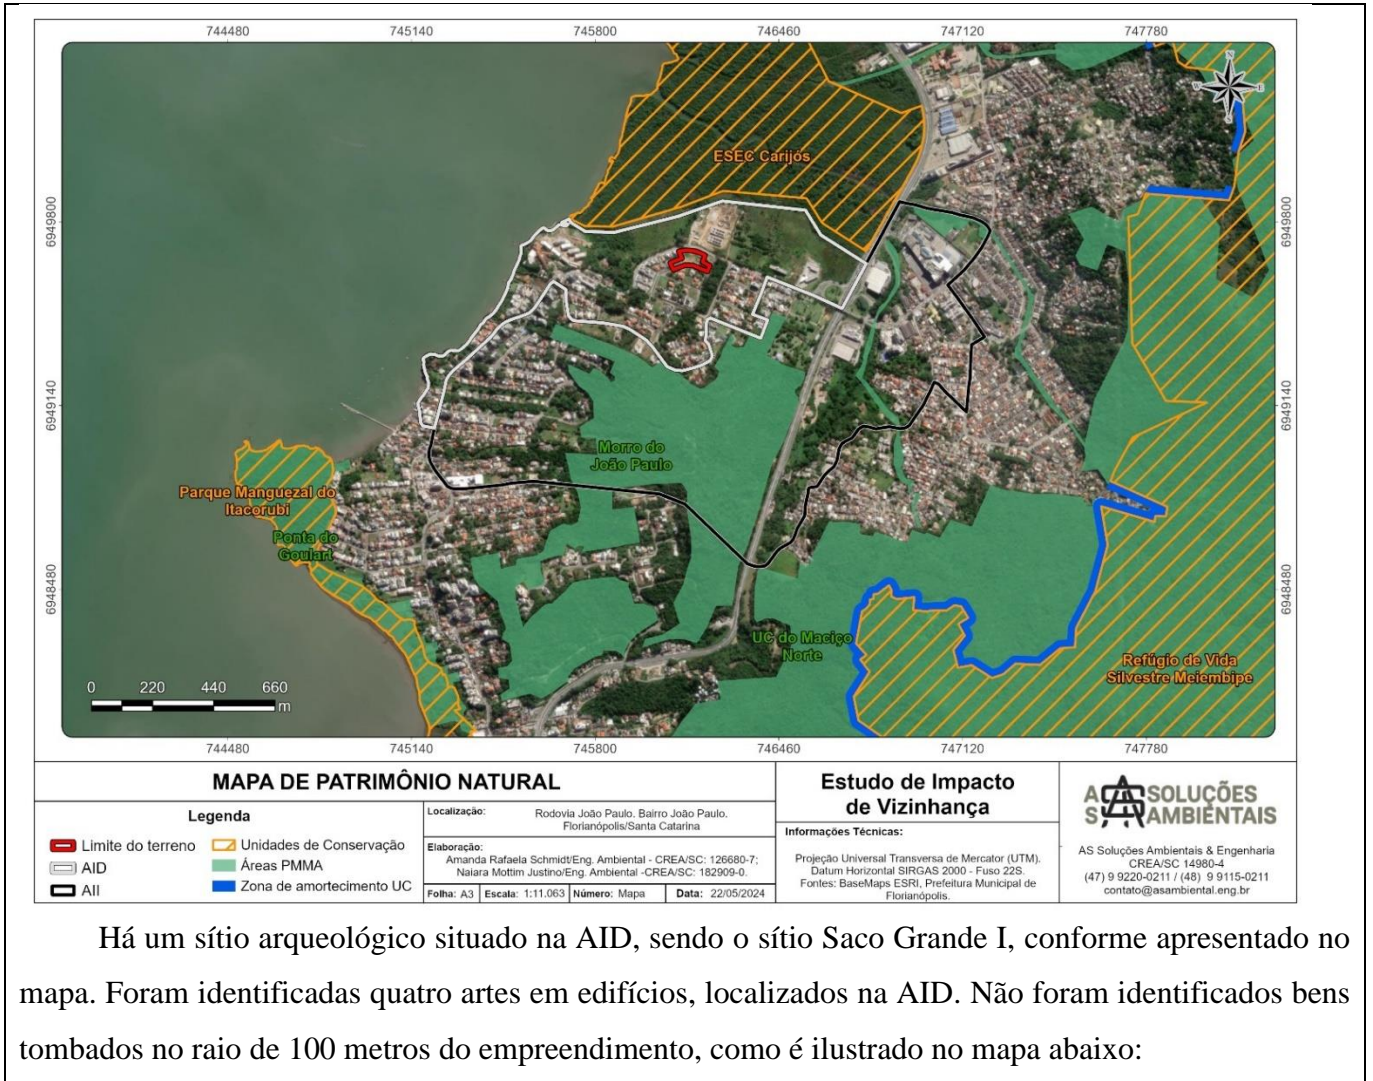 744480 745140 745800 746460 747120 747780
N
W E
S
ESEC Carijós
6949800 6949800
6949140 6949140
Morro do
João Paulo
Parque Manguezal do
Itacorubi
Ponta do
Goulart
6948480 6948480
UC do Maciço
Norte
Refúgio de Vida
Silvestre Meiembipe
0 220 440 660
m
744480 745140 745800 746460 747120 747780
MAPA DE PATRIMÔNIO NATURAL
Legenda
Limite do terreno
AID
AII
Unidades de Conservação
Áreas PMMA
Zona de amortecimento UC
Localização: Rodovia João Paulo. Bairro João Paulo.
Florianópolis/Santa Catarina
Elaboração:
Amanda Rafaela Schmidt/Eng. Ambiental - CREA/SC: 126680-7;
Naiara Mottim Justino/Eng. Ambiental -CREA/SC: 182909-0.
Folha: A3 Escala: 1:11.063 Número: Mapa Data: 22/05/2024
Estudo de Impacto
de Vizinhança
Informações Técnicas:
Projeção Universal Transversa de Mercator (UTM).
Datum Horizontal SIRGAS 2000 - Fuso 22S.
Fontes: BaseMaps ESRI, Prefeitura Municipal de
Florianópolis.
AS SOLUÇÕES
AMBIENTAIS
AS Soluções Ambientais & Engenharia
CREA/SC 14980-4
(47) 9 9220-0211 / (48) 9 9115-0211
contato@asambiental.eng.br
Há um sítio arqueológico situado na AID, sendo o sítio Saco Grande I, conforme apresentado no
mapa. Foram identificadas quatro artes em edifícios, localizados na AID. Não foram identificados bens
tombados no raio de 100 metros do empreendimento, como é ilustrado no mapa abaixo: